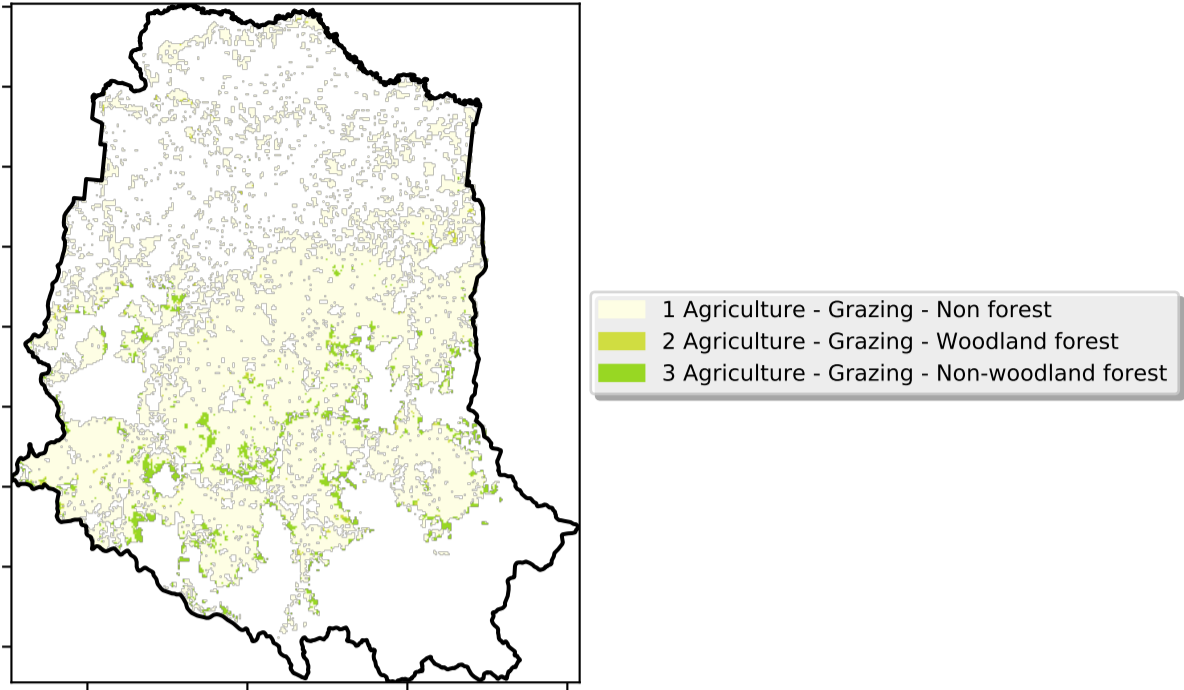 1 Agriculture - Grazing - Non forest
2 Agriculture - Grazing - Woodland forest
3 Agriculture - Grazing - Non-woodland forest